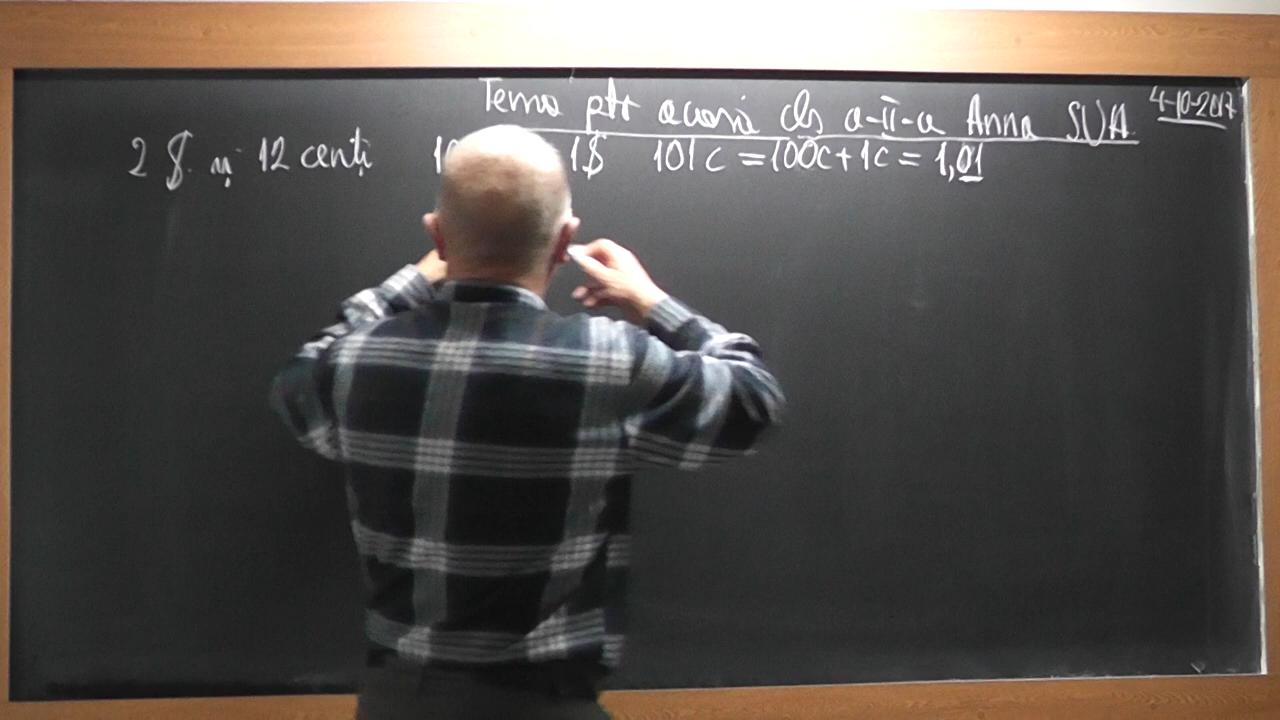 Tema ptr acasă cls a-II-a Anna SUA 4-10-2017
2 $ și 12 cenți 1$ 101c = 100c + 1c = 1,01